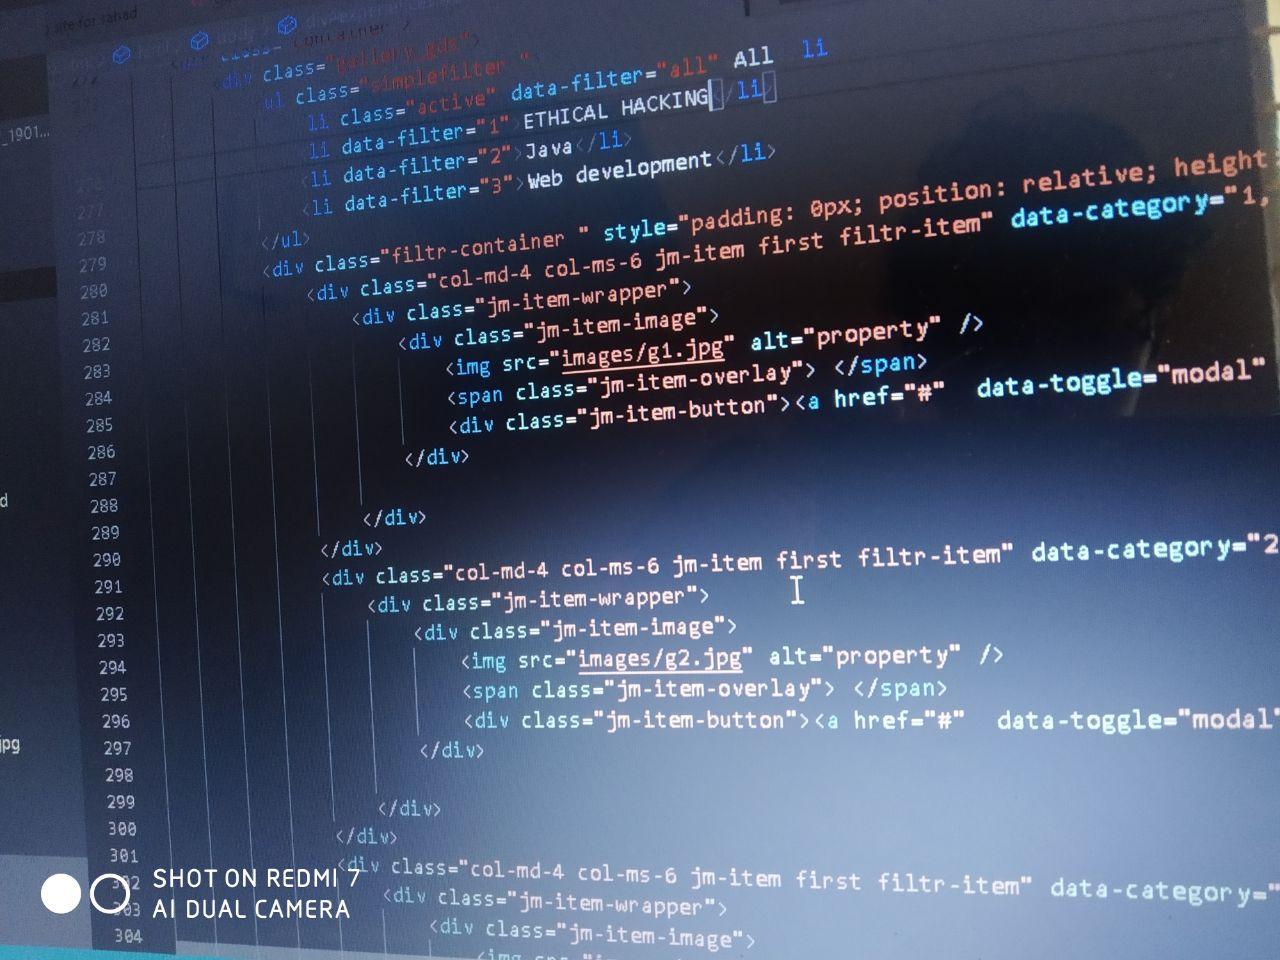 site for fahad
_1901...
Container
div class="gallery_gds">
ul class="simplefilter "
li class="active" data-filter="all" All li
li data-filter="1">ETHICAL HACKING</li>
<li data-filter="2">Java</li>
<li data-filter="3">Web development</li>
277
278 </ul>
279 <div class="filtr-container " style="padding: 0px; position: relative; height:
280 <div class="col-md-4 col-ms-6 jm-item first filtr-item" data-category="1,
281 <div class="jm-item-wrapper">
282 <div class="jm-item-image">
283 <img src="images/g1.jpg" alt="property" />
284 <span class="jm-item-overlay"> </span>
285 <div class="jm-item-button"><a href="#" data-toggle="modal"
286 </div>
287
288 </div>
289 </div>
290 <div class="col-md-4 col-ms-6 jm-item first filtr-item" data-category="2
291 <div class="jm-item-wrapper">
292 <div class="jm-item-image">
293 <img src="images/g2.jpg" alt="property" />
294 <span class="jm-item-overlay"> </span>
295 <div class="jm-item-button"><a href="#" data-toggle="modal"
296 </div>
297
298 </div>
299 </div>
300 <div class="col-md-4 col-ms-6 jm-item first filtr-item" data-category="
301 <div class="jm-item-wrapper">
302 <div class="jm-item-image">
303 <img src="
304
jpg
SHOT ON REDMI 7
AI DUAL CAMERA